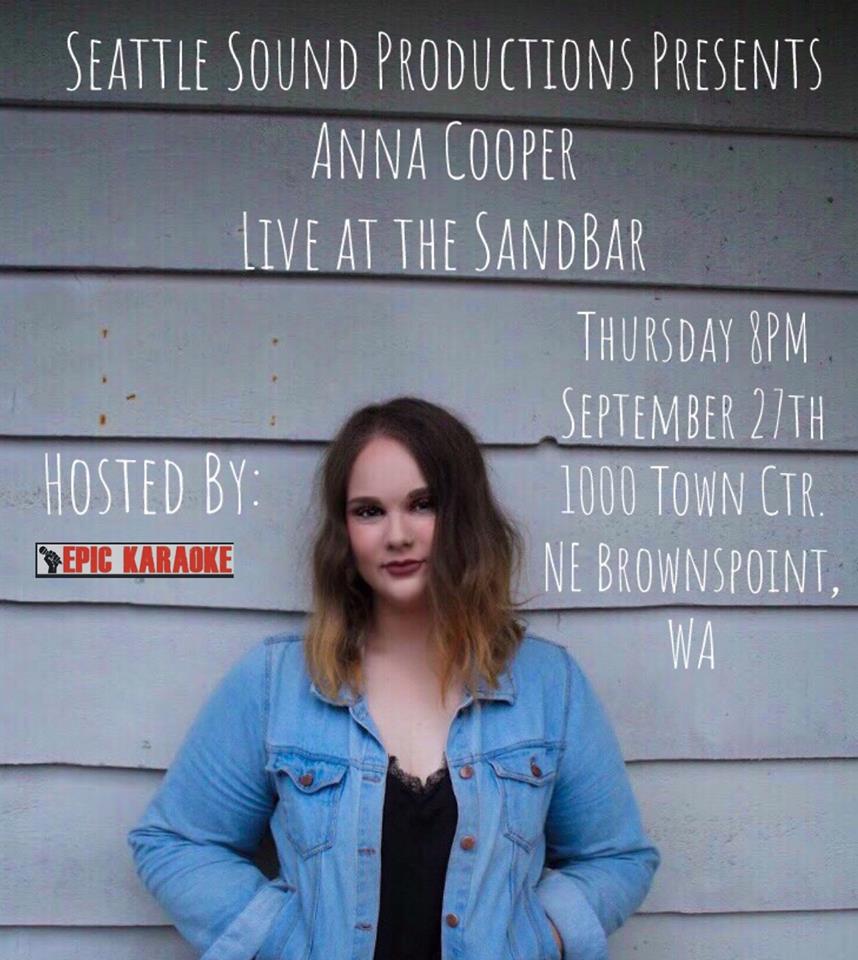 Seattle Sound Productions Presents
Anna Cooper
Live at the SandBar
Thursday 8PM
September 27th
1000 Town Ctr.
NE Brownspoint,
WA
Hosted By:
EPIC KARAOKE